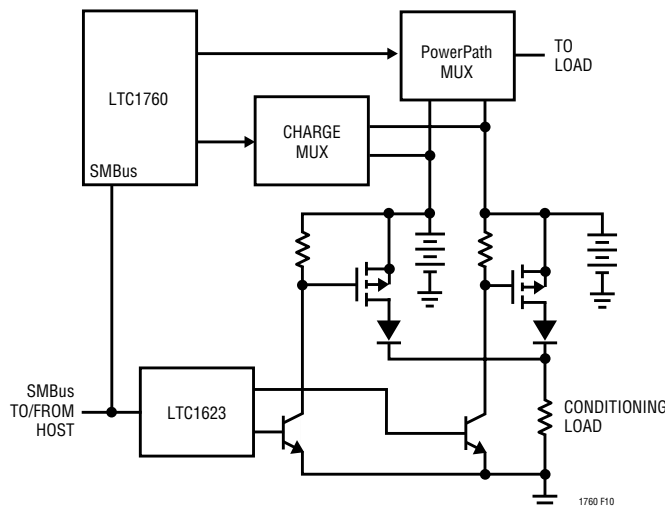 LTC1760
SMBus
PowerPath
MUX
TO
LOAD
CHARGE
MUX
SMBus
TO/FROM
HOST
LTC1623
CONDITIONING
LOAD
1760 F10